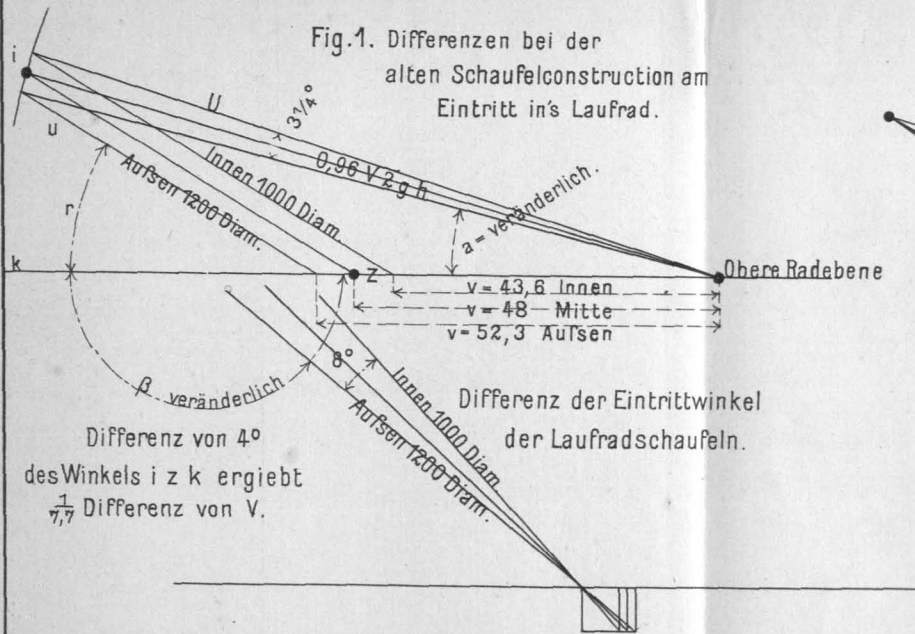 Fig.1. Differenzen bei der
alten Schaufelconstruction am
Eintritt in's Laufrad.
i
U
3¼°
u
0,96 √2gh
Innen 1000 Diam.
Aufsen 1200 Diam.
a = veränderlich.
r
k
z
Obere Radebene
v = 43,6 Innen
v = 48 Mitte
v = 52,3 Aufsen
8°
β veränderlich
Innen 1000 Diam.
Aufsen 1200 Diam.
Differenz der Eintrittwinkel
der Laufradschaufeln.
Differenz von 4°
des Winkels i z k ergiebt
1/7,7 Differenz von V.